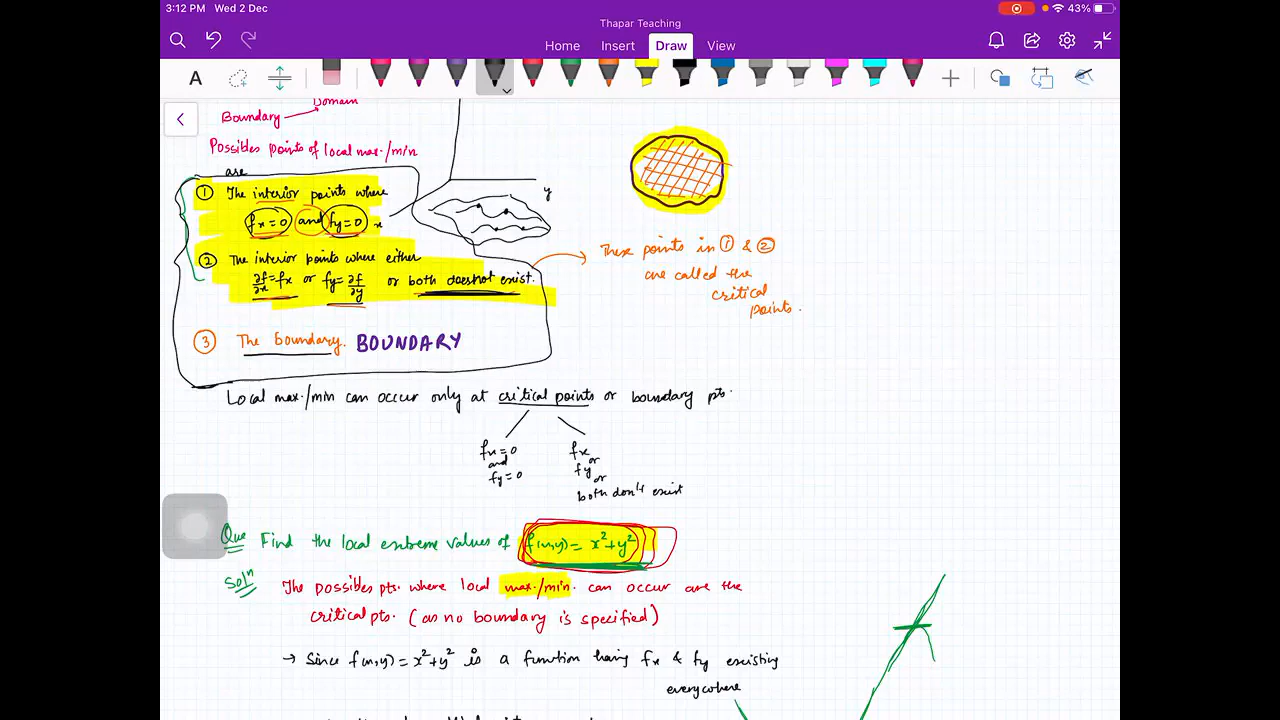 3:12 PM Wed 2 Dec
43%
Thapar Teaching
Home Insert Draw View
A
Domain
Boundary
Possibles points of local max./min
are
① The interior points where
fx = 0 and fy = 0
② The interior points where either
∂f/∂x = fx or fy = ∂f/∂y or both doesnot exist.
③ The boundary. BOUNDARY
y
x
These points in ① & ②
are called the
critical
points.
Local max./min can occur only at critical points or boundary pts.
fx = 0
and
fy = 0
fx
or
fy
or
both don't exist
Que Find the local extreme values of f(x,y) = x² + y²
Solⁿ The possibles pts. where local max./min. can occur are the
critical pts. (as no boundary is specified)
→ Since f(x,y) = x² + y² is a function having fx & fy existing
everywhere